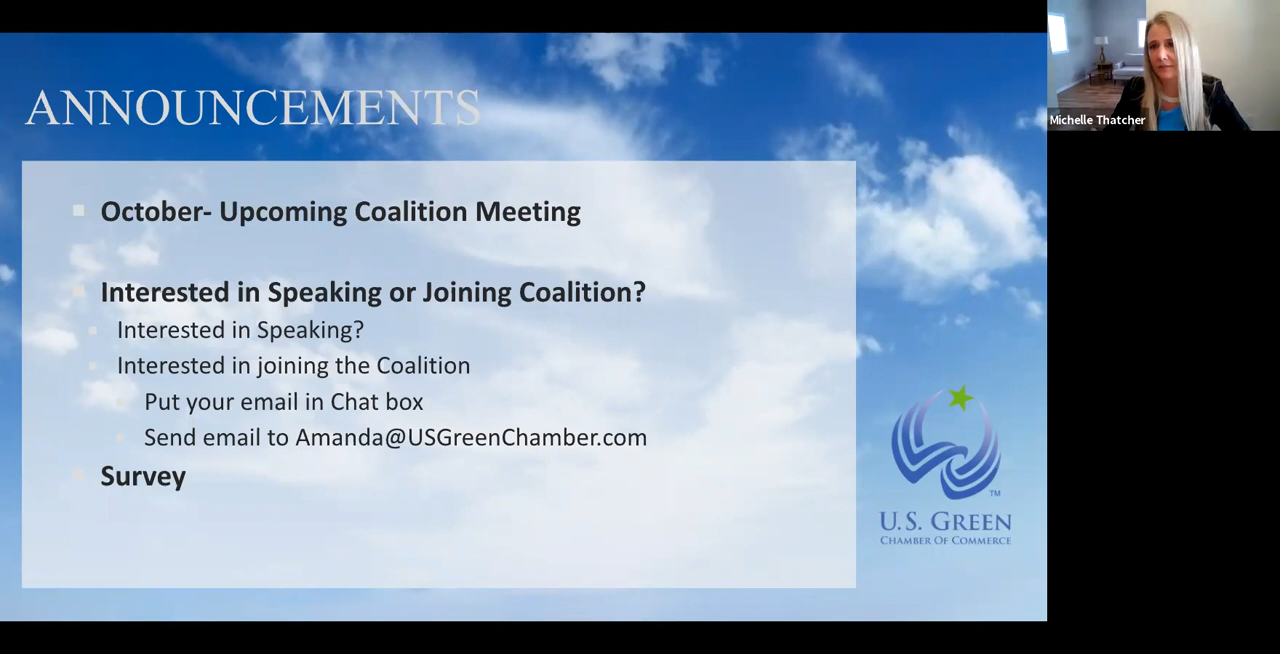 ANNOUNCEMENTS
October- Upcoming Coalition Meeting
Interested in Speaking or Joining Coalition?
Interested in Speaking?
Interested in joining the Coalition
Put your email in Chat box
Send email to Amanda@USGreenChamber.com
Survey
TM
U.S. GREEN
CHAMBER OF COMMERCE
Michelle Thatcher